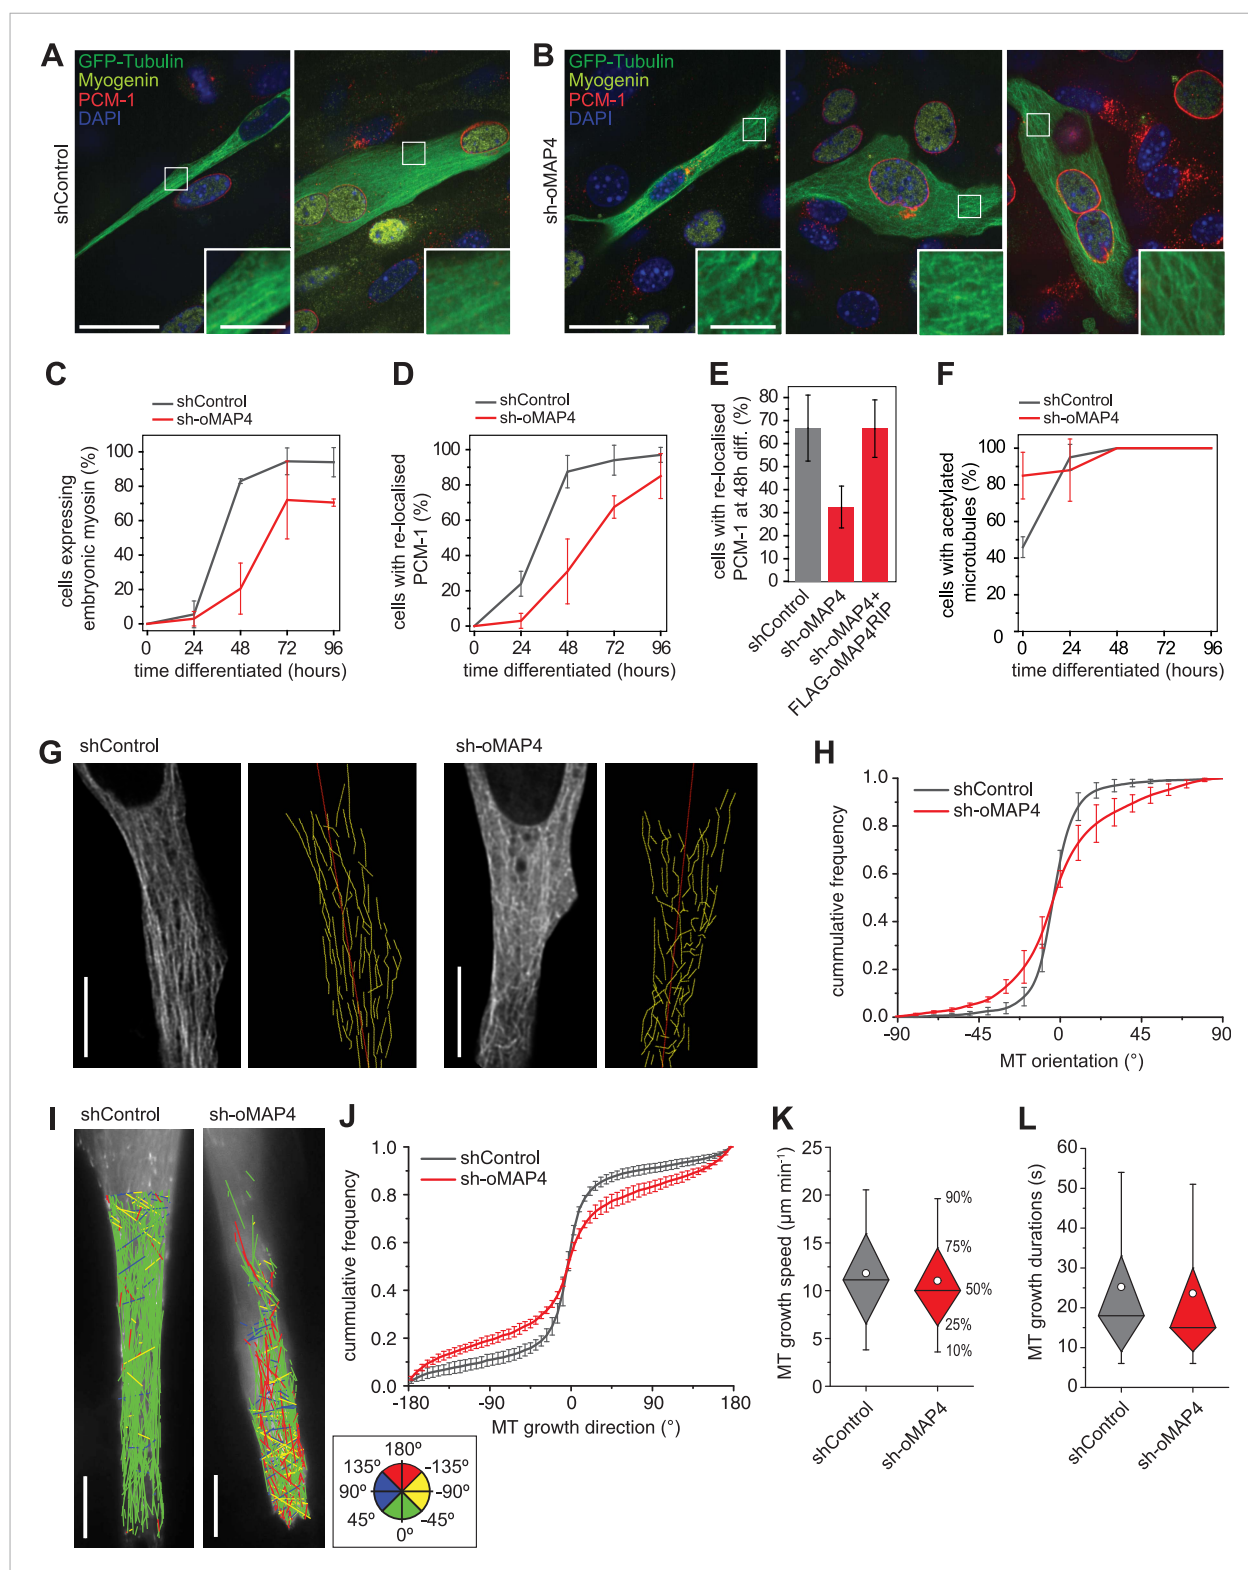 A
shControl
GFP-Tubulin
Myogenin
PCM-1
DAPI
B
sh-oMAP4
GFP-Tubulin
Myogenin
PCM-1
DAPI
C
shControl
sh-oMAP4
cells expressing
embryonic myosin (%)
100
80
60
40
20
0
0 24 48 72 96
time differentiated (hours)
D
shControl
sh-oMAP4
cells with re-localised
PCM-1 (%)
100
80
60
40
20
0
0 24 48 72 96
time differentiated (hours)
E
cells with re-localised
PCM-1 at 48h diff. (%)
80
70
60
50
40
30
20
10
0
shControl
sh-oMAP4
sh-oMAP4+
FLAG-oMAP4RIP
F
shControl
sh-oMAP4
cells with acetylated
microtubules (%)
100
80
60
40
20
0
0 24 48 72 96
time differentiated (hours)
G
shControl
sh-oMAP4
H
shControl
sh-oMAP4
cummulative frequency
1.0
0.8
0.6
0.4
0.2
0.0
-90 -45 0 45 90
MT orientation (°)
I
shControl
sh-oMAP4
J
shControl
sh-oMAP4
cummulative frequency
1.0
0.8
0.6
0.4
0.2
0.0
-180 -90 0 90 180
MT growth direction (°)
180º
135º -135º
90º -90º
45º -45º
0º
K
MT growth speed (µm min⁻¹)
25
20
15
10
5
0
90%
75%
50%
25%
10%
shControl
sh-oMAP4
L
MT growth durations (s)
60
50
40
30
20
10
0
shControl
sh-oMAP4